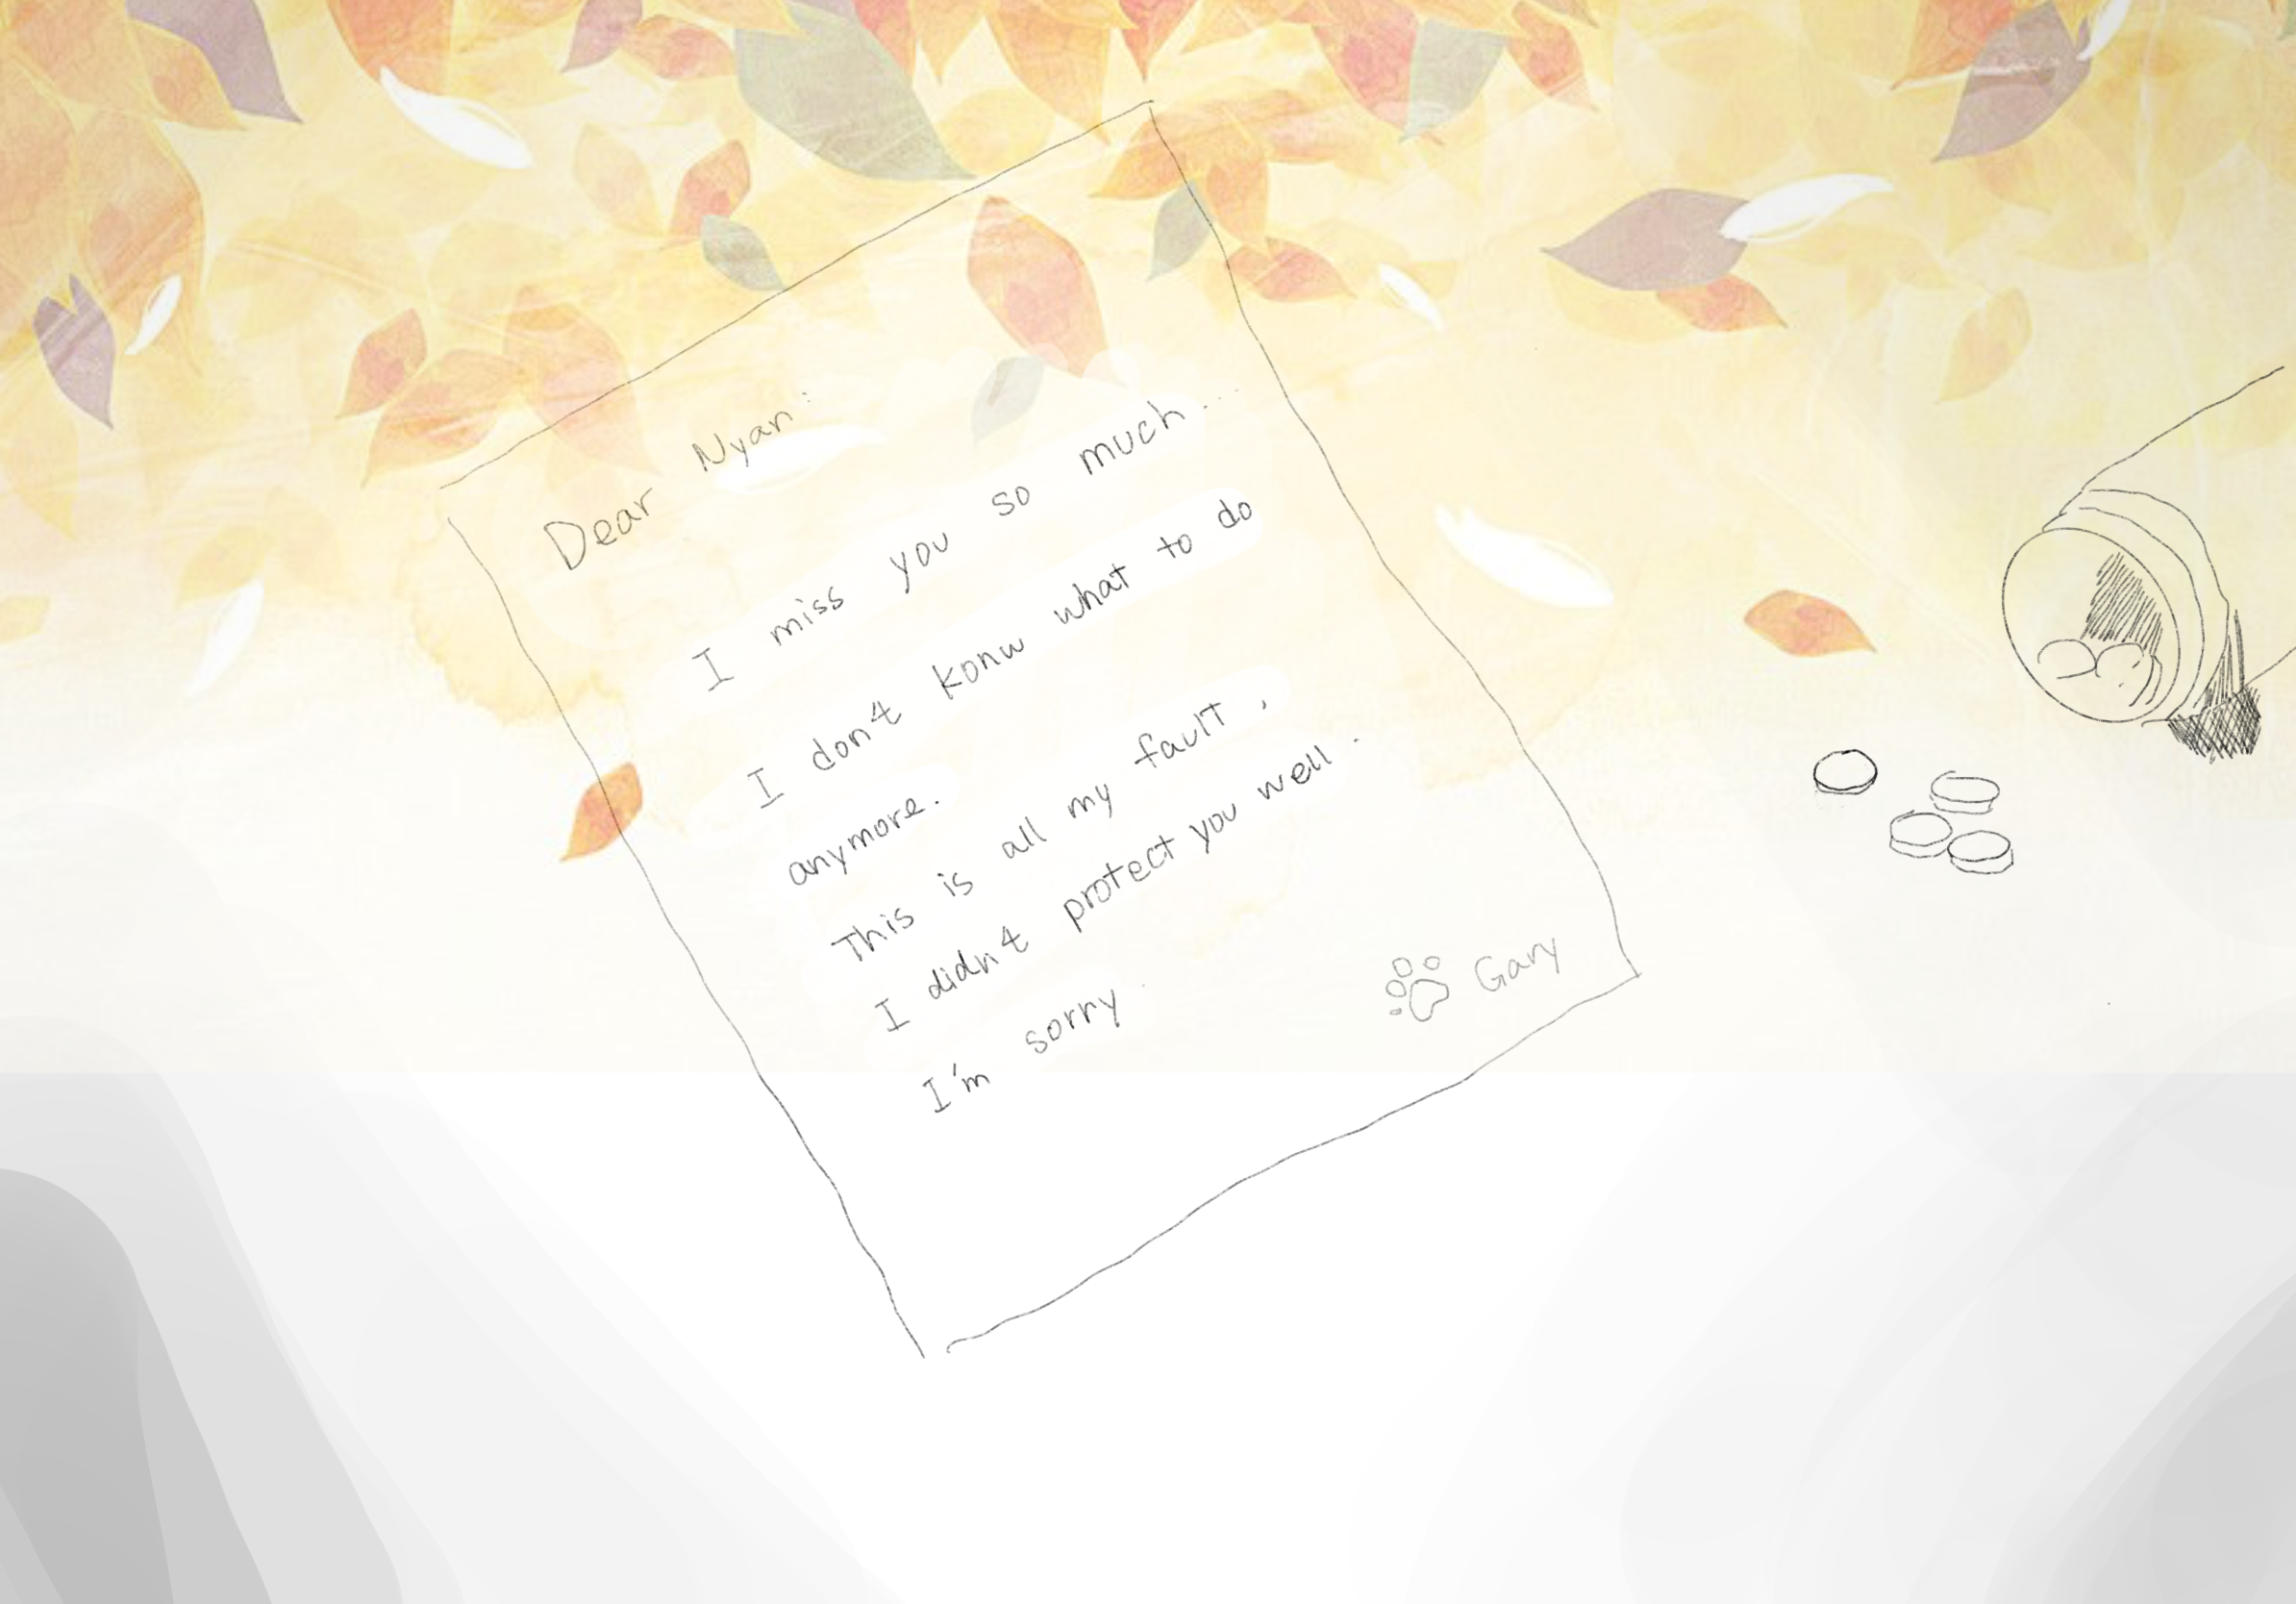 Dear Nyan:
I miss you so much...
I don't konw what to do
anymore.
This is all my fault,
I didn't protect you well.
I'm sorry.
Gary